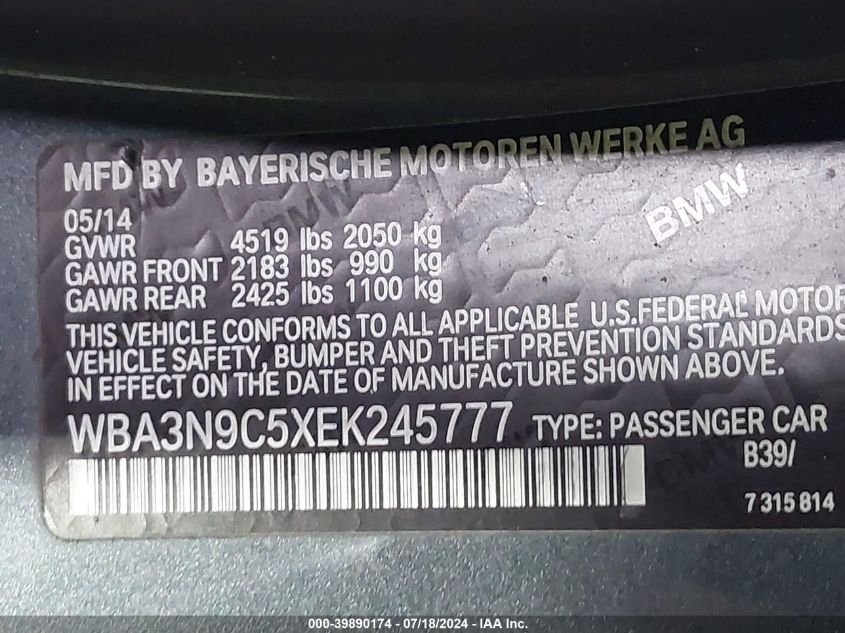 MFD BY BAYERISCHE MOTOREN WERKE AG
05/14
BMW
GVWR 4519 lbs 2050 kg
GAWR FRONT 2183 lbs 990 kg
GAWR REAR 2425 lbs 1100 kg
THIS VEHICLE CONFORMS TO ALL APPLICABLE U.S.FEDERAL MOTOR
VEHICLE SAFETY, BUMPER AND THEFT PREVENTION STANDARDS
IN EFFECT ON THE DATE OF MANUFACTURE SHOWN ABOVE.
WBA3N9C5XEK245777 TYPE: PASSENGER CAR
B39/
7 315 814
000-39890174 / 07/18/2024 - IAA Inc.